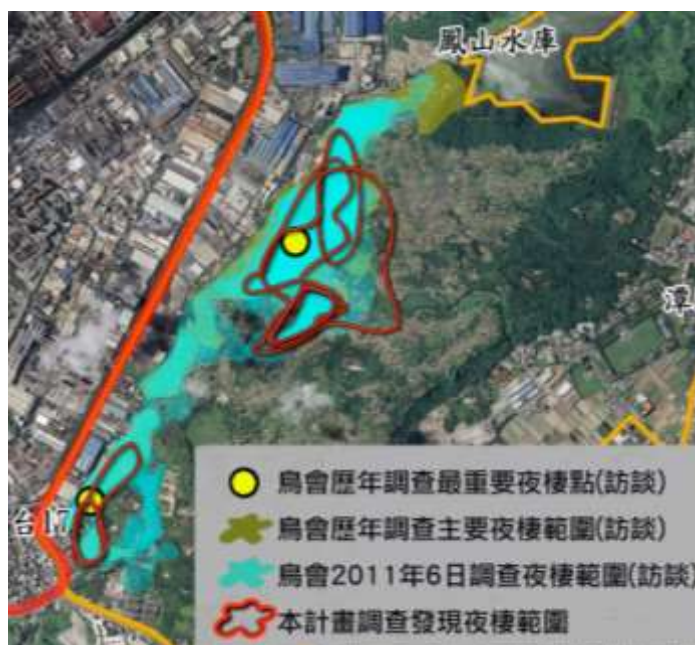 鳳山水庫
潭
台17
鳥會歷年調查最重要夜棲點(訪談)
鳥會歷年調查主要夜棲範圍(訪談)
鳥會2011年6日調查夜棲範圍(訪談)
本計畫調查發現夜棲範圍